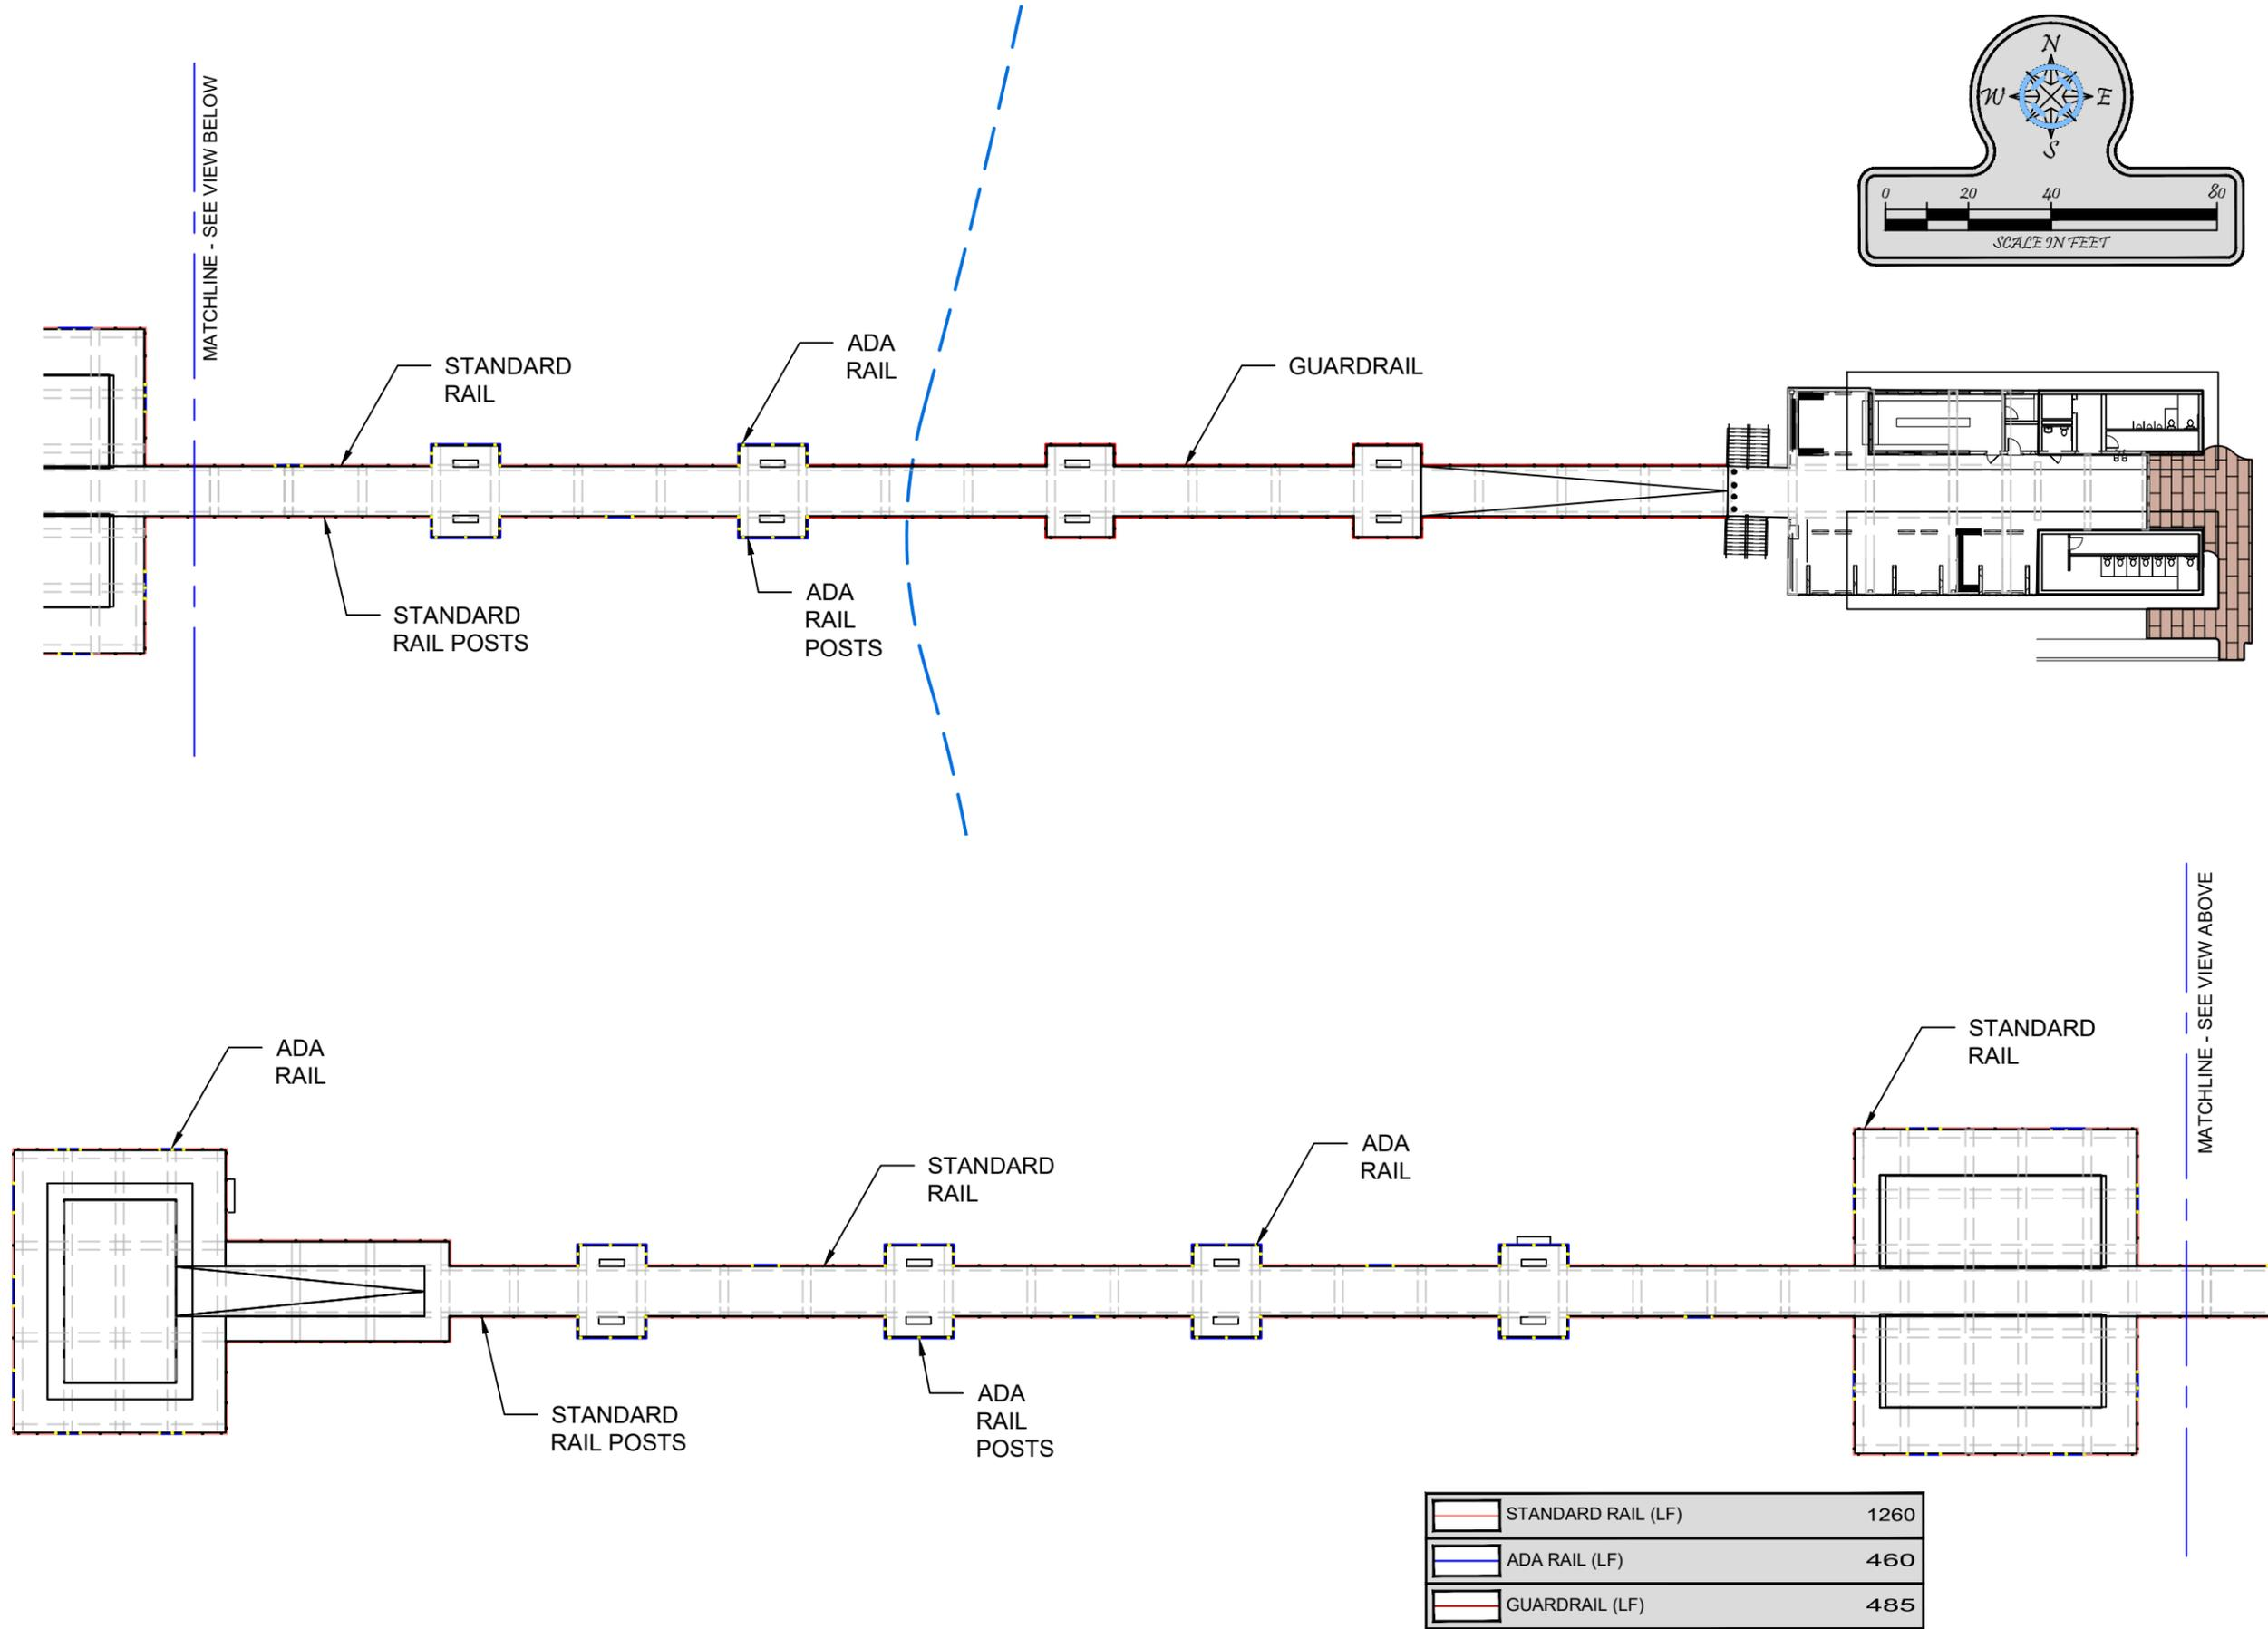 N
W E
S
0 20 40 80
SCALE IN FEET
MATCHLINE - SEE VIEW BELOW
STANDARD
RAIL
ADA
RAIL
GUARDRAIL
STANDARD
RAIL POSTS
ADA
RAIL
POSTS
MATCHLINE - SEE VIEW ABOVE
ADA
RAIL
STANDARD
RAIL
ADA
RAIL
STANDARD
RAIL
STANDARD
RAIL POSTS
ADA
RAIL
POSTS
STANDARD RAIL (LF) 1260
ADA RAIL (LF) 460
GUARDRAIL (LF) 485